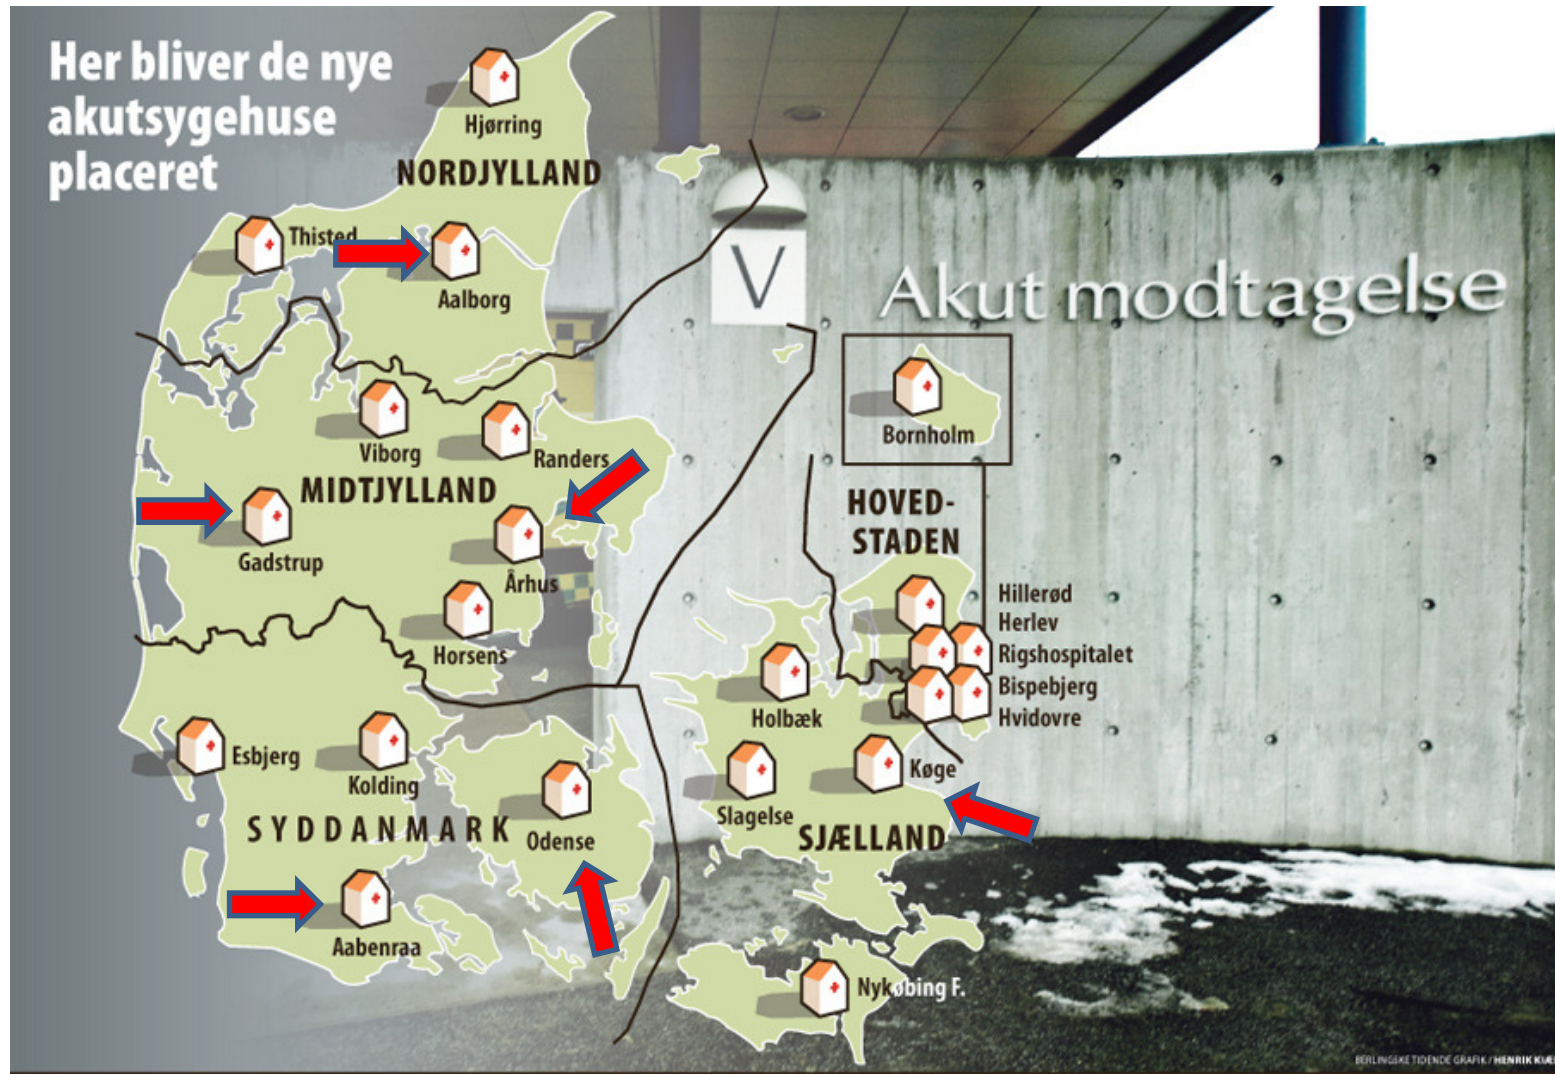 Her bliver de nye
akutsygehuse
placeret
Hjørring
NORDJYLLAND
Thisted
Aalborg
V
Akut modtagelse
Viborg
Randers
MIDTJYLLAND
Gadstrup
Århus
Horsens
Bornholm
HOVED-
STADEN
Hillerød
Herlev
Rigshospitalet
Bispebjerg
Hvidovre
Holbæk
Esbjerg
Kolding
Køge
Slagelse
SYDDANMARK
Odense
SJÆLLAND
Aabenraa
Nykøbing F.
BERLINGSKE TIDENDE GRAFIK / HENRIK